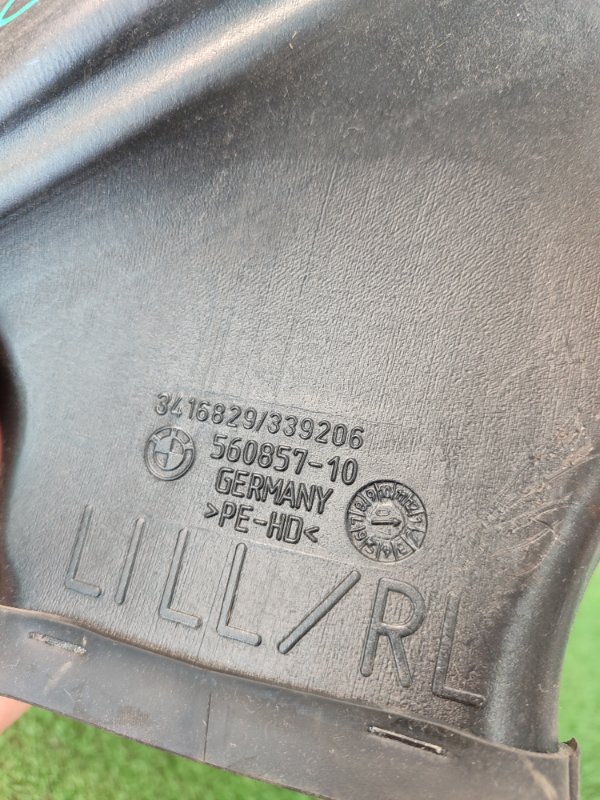 3416829/339206
560857-10
GERMANY
>PE-HD<
LILL/RL